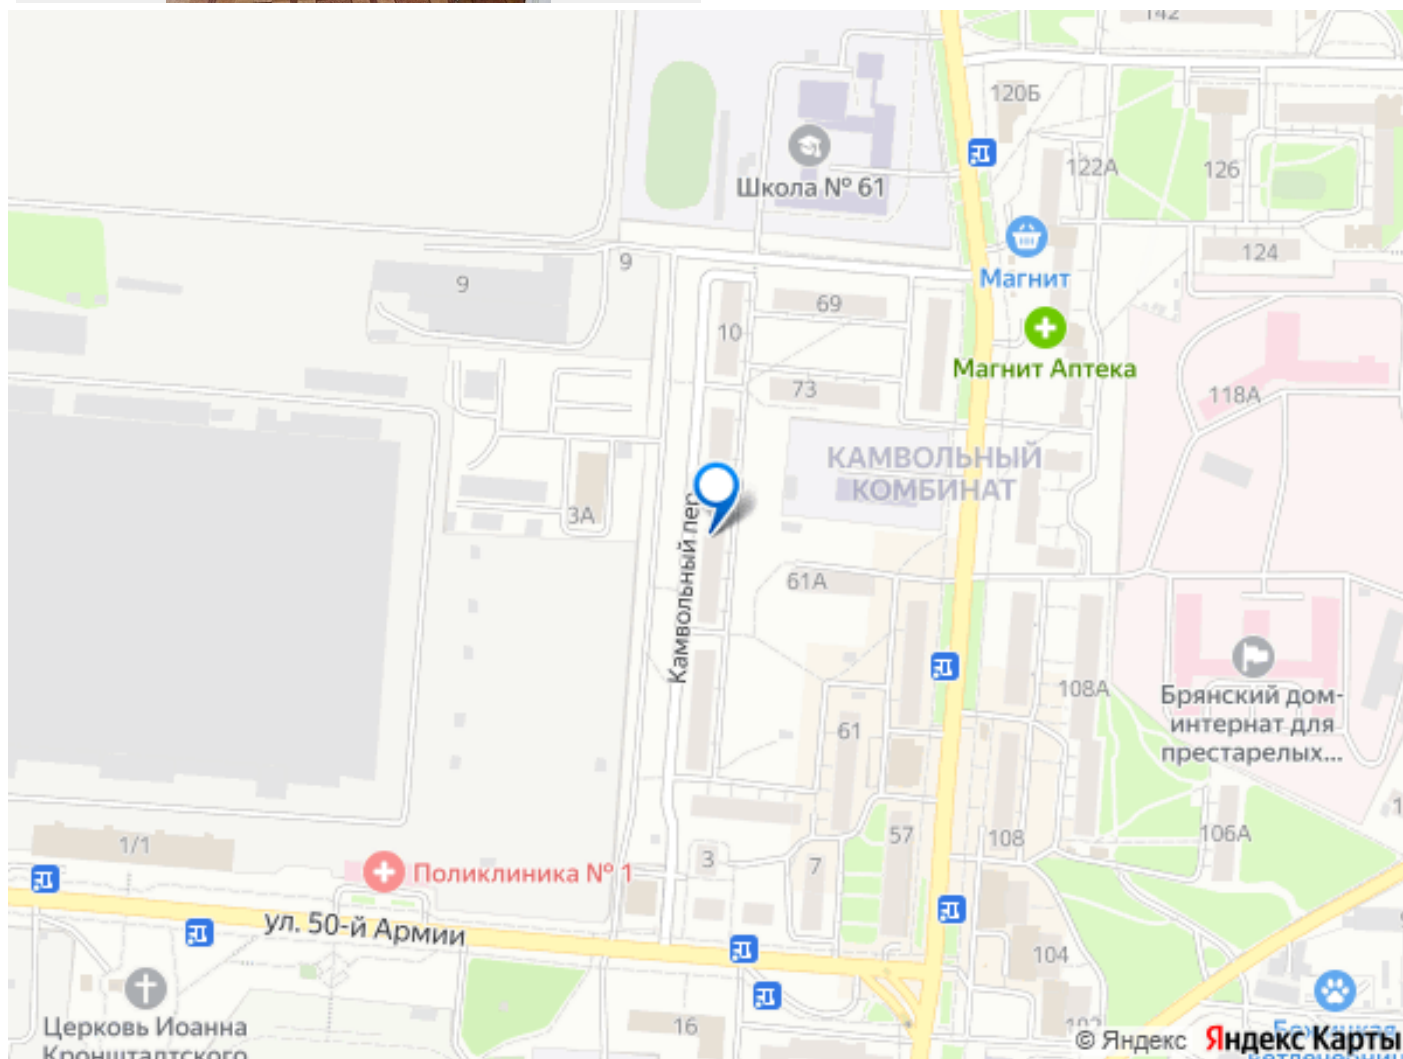 142
120Б
Школа № 61
122А
126
Магнит
124
9
9
69
10
Магнит Аптека
73
118А
КАМВОЛЬНЫЙ
КОМБИНАТ
3А
Камвольный пер.
61А
108А
Брянский дом-
интернат для
престарелых...
61
1/1
57
108
106А
3
7
Поликлиника № 1
ул. 50-й Армии
104
16
Церковь Иоанна
Кронштадтского
© Яндекс
Яндекс Карты